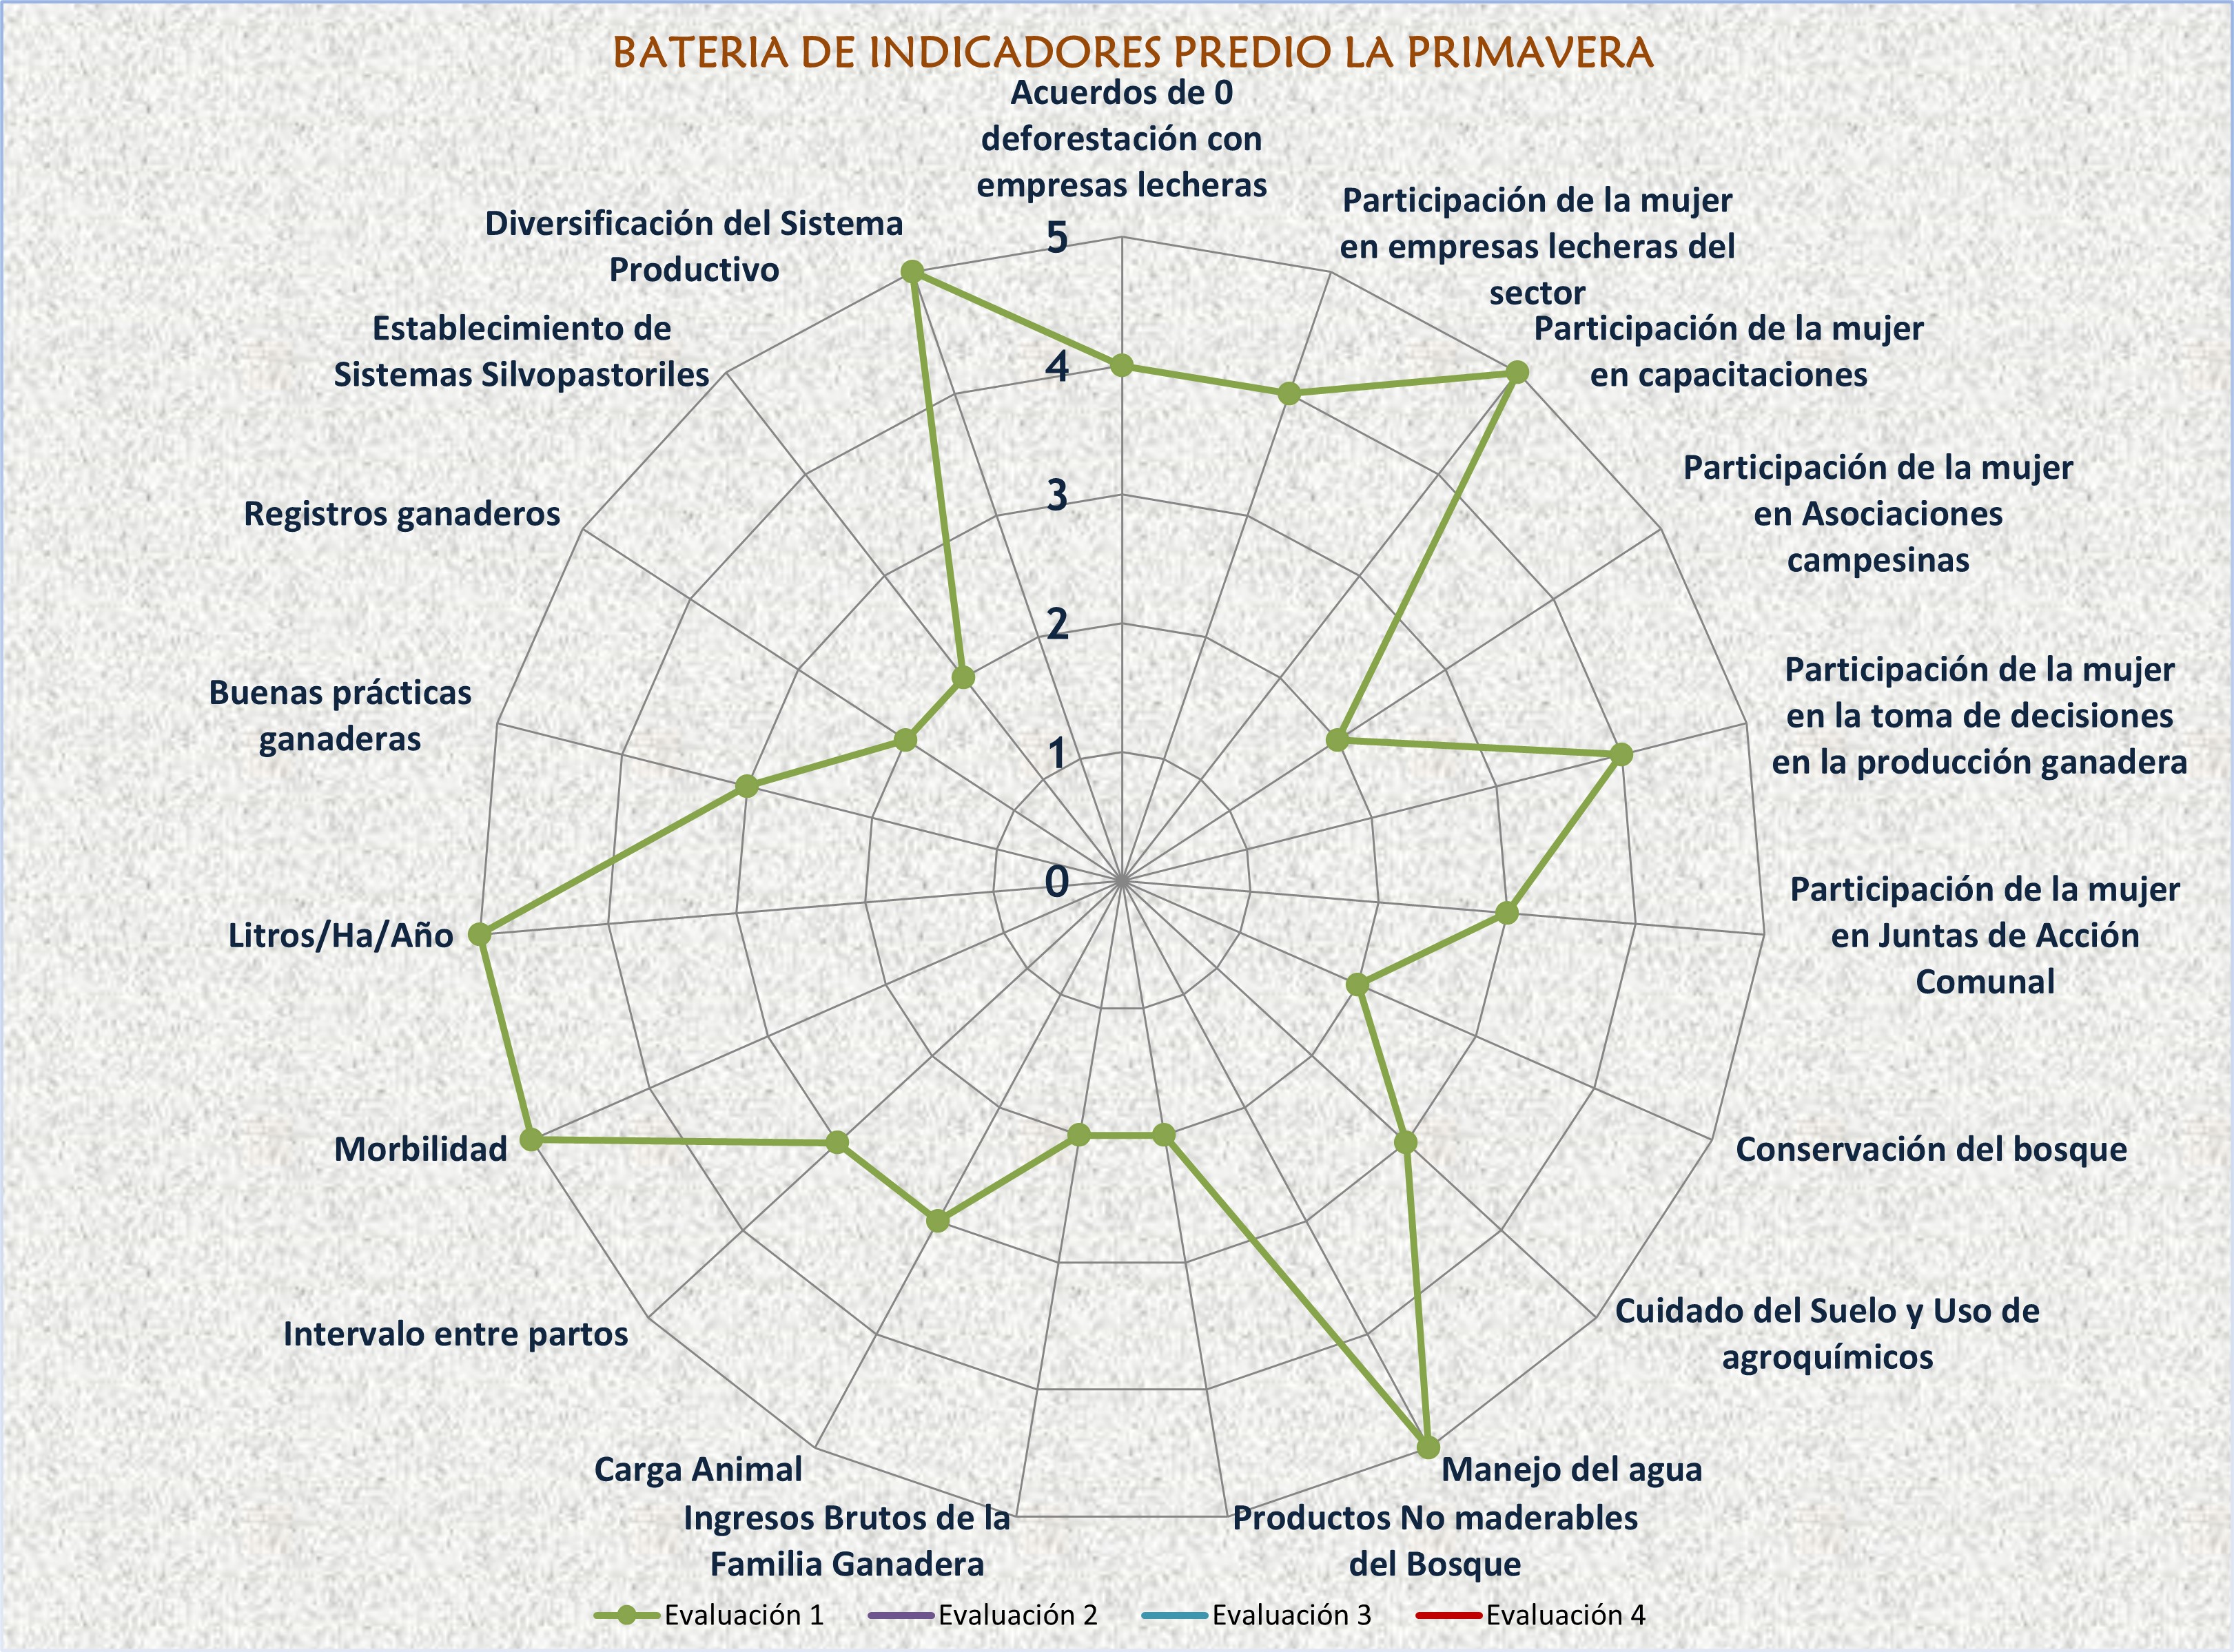 BATERIA DE INDICADORES PREDIO LA PRIMAVERA
Acuerdos de 0
deforestación con
empresas lecheras
Participación de la mujer
en empresas lecheras del
sector
Participación de la mujer
en capacitaciones
Participación de la mujer
en Asociaciones
campesinas
Participación de la mujer
en la toma de decisiones
en la producción ganadera
Participación de la mujer
en Juntas de Acción
Comunal
Conservación del bosque
Cuidado del Suelo y Uso de
agroquímicos
Manejo del agua
Productos No maderables
del Bosque
Ingresos Brutos de la
Familia Ganadera
Carga Animal
Intervalo entre partos
Morbilidad
Litros/Ha/Año
Buenas prácticas
ganaderas
Registros ganaderos
Establecimiento de
Sistemas Silvopastoriles
Diversificación del Sistema
Productivo
5
4
3
2
1
0
Evaluación 1
Evaluación 2
Evaluación 3
Evaluación 4